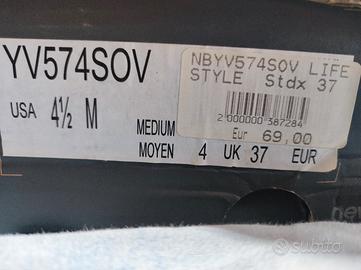 YV574SOV
USA 4½ M
MEDIUM
MOYEN 4 UK 37 EUR
NBYV574SOV LIFE
STYLE Stdx 37
2 000000 387284
Eur 69,00
ne
subito